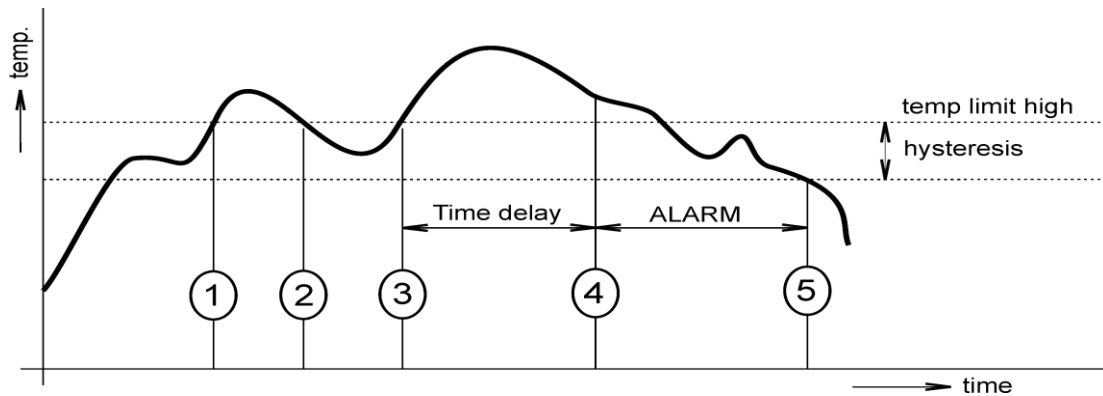 temp.
temp limit high
hysteresis
Time delay
ALARM
1
2
3
4
5
time